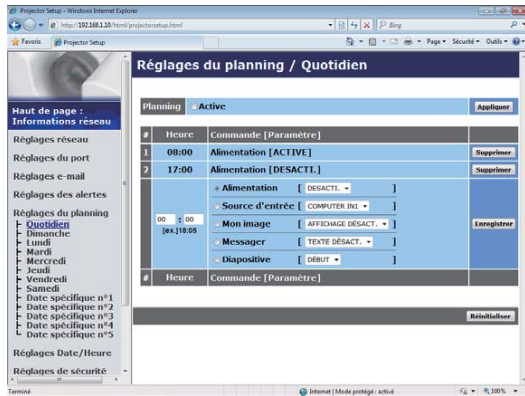 Projector Setup - Windows Internet Explorer
http://192.168.1.10/html/projectorsetup.html
Bing
Favoris Projector Setup
Page Sécurité Outils
Haut de page :
Informations réseau
Réglages réseau
Réglages du port
Réglages e-mail
Réglages des alertes
Réglages du planning
Quotidien
Dimanche
Lundi
Mardi
Mercredi
Jeudi
Vendredi
Samedi
Date spécifique n°1
Date spécifique n°2
Date spécifique n°3
Date spécifique n°4
Date spécifique n°5
Réglages Date/Heure
Réglages de sécurité
Réglages du planning / Quotidien
Planning Active Appliquer
# Heure Commande [Paramètre]
1 08:00 Alimentation [ACTIVE] Supprimer
2 17:00 Alimentation [DESACTI.] Supprimer
Alimentation [ DESACTI. ]
Source d'entrée [ COMPUTER IN1 ]
00 : 00 Mon image [ AFFICHAGE DÉSACT. ] Enregistrer
[ex.]18:05
Messager [ TEXTE DÉSACT. ]
Diapositive [ DÉBUT ]
# Heure Commande [Paramètre]
Réinitialiser
Terminé Internet | Mode protégé : activé 100%